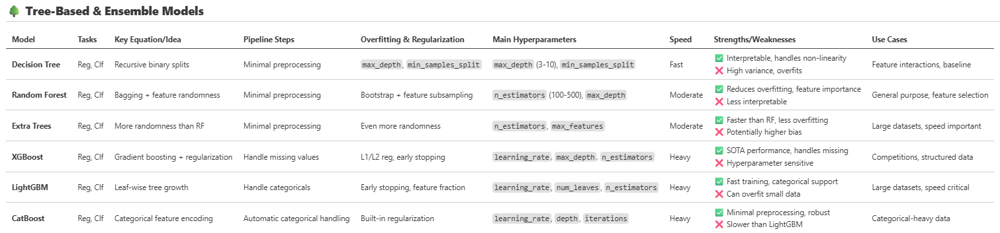 🌳 Tree-Based & Ensemble Models
Model Tasks Key Equation/Idea Pipeline Steps Overfitting & Regularization Main Hyperparameters Speed Strengths/Weaknesses Use Cases
Decision Tree Reg, Clf Recursive binary splits Minimal preprocessing max_depth, min_samples_split max_depth (3-10), min_samples_split Fast ✅ Interpretable, handles non-linearity
❌ High variance, overfits
Feature interactions, baseline
Random Forest Reg, Clf Bagging + feature randomness Minimal preprocessing Bootstrap + feature subsampling n_estimators (100-500), max_depth Moderate ✅ Reduces overfitting, feature importance
❌ Less interpretable
General purpose, feature selection
Extra Trees Reg, Clf More randomness than RF Minimal preprocessing Even more randomness n_estimators, max_features Moderate ✅ Faster than RF, less overfitting
❌ Potentially higher bias
Large datasets, speed important
XGBoost Reg, Clf Gradient boosting + regularization Handle missing values L1/L2 reg, early stopping learning_rate, max_depth, n_estimators Heavy ✅ SOTA performance, handles missing
❌ Hyperparameter sensitive
Competitions, structured data
LightGBM Reg, Clf Leaf-wise tree growth Handle categoricals Early stopping, feature fraction learning_rate, num_leaves, n_estimators Heavy ✅ Fast training, categorical support
❌ Can overfit small data
Large datasets, speed critical
CatBoost Reg, Clf Categorical feature encoding Automatic categorical handling Built-in regularization learning_rate, depth, iterations Heavy ✅ Minimal preprocessing, robust
❌ Slower than LightGBM
Categorical-heavy data